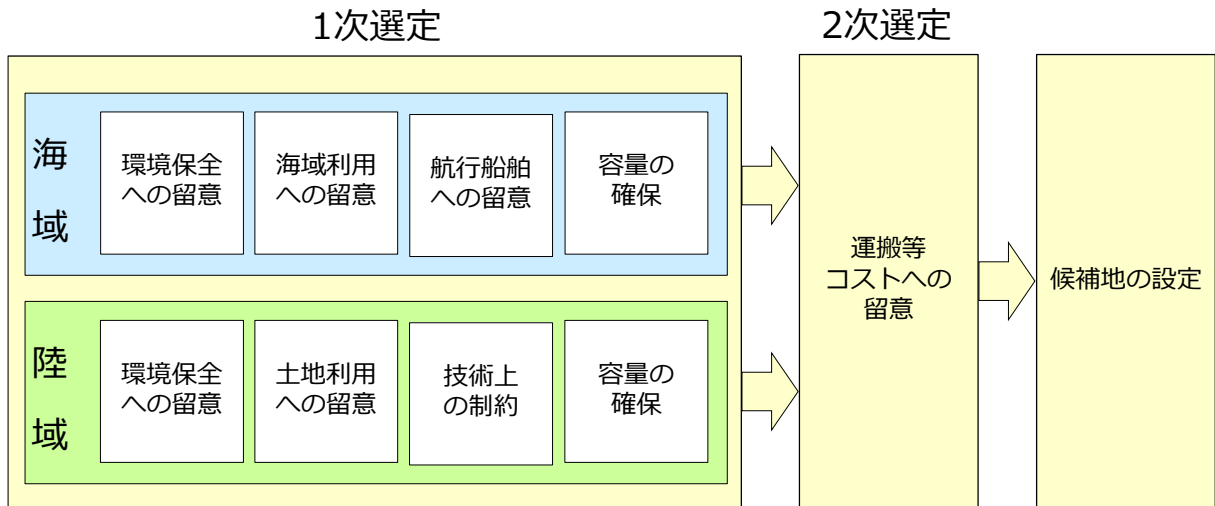 1次選定
2次選定
海
域
環境保全
への留意
海域利用
への留意
航行船舶
への留意
容量の
確保
陸
域
環境保全
への留意
土地利用
への留意
技術上
の制約
容量の
確保
運搬等
コストへの
留意
候補地の設定